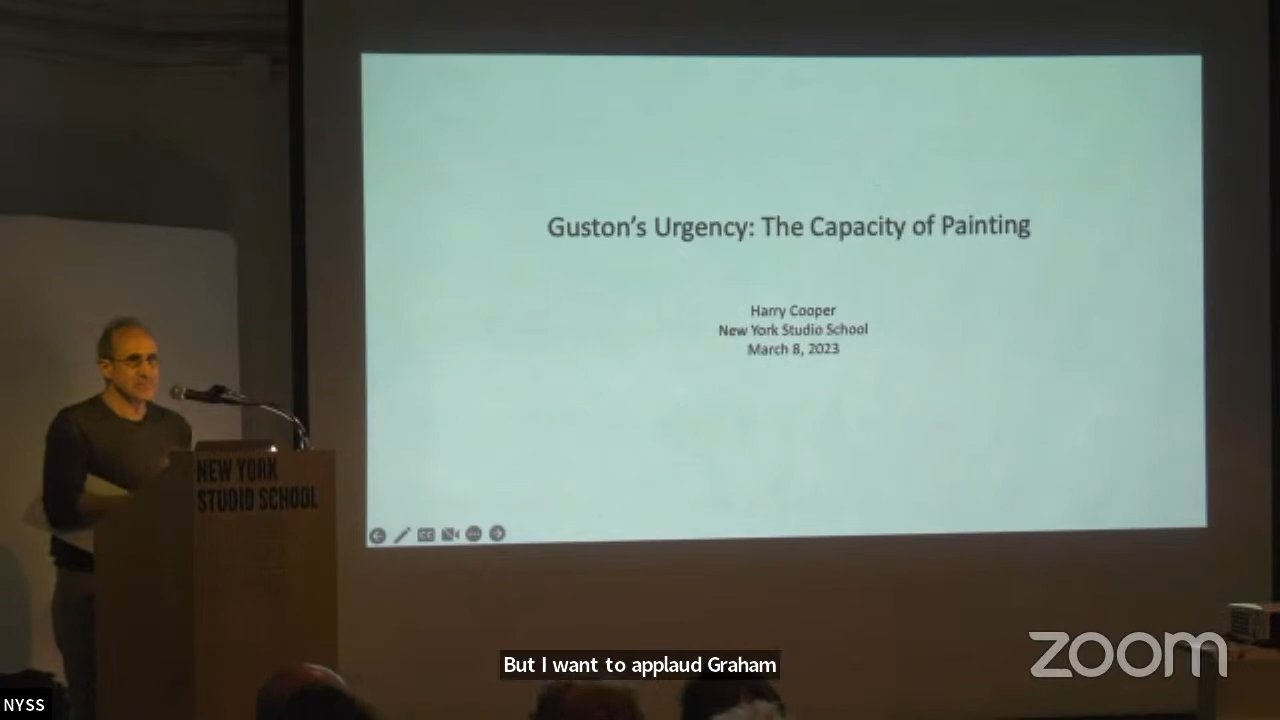 Guston's Urgency: The Capacity of Painting
Harry Cooper
New York Studio School
March 8, 2023
NEW YORK
STUDIO SCHOOL
CC
But I want to applaud Graham
zoom
NYSS